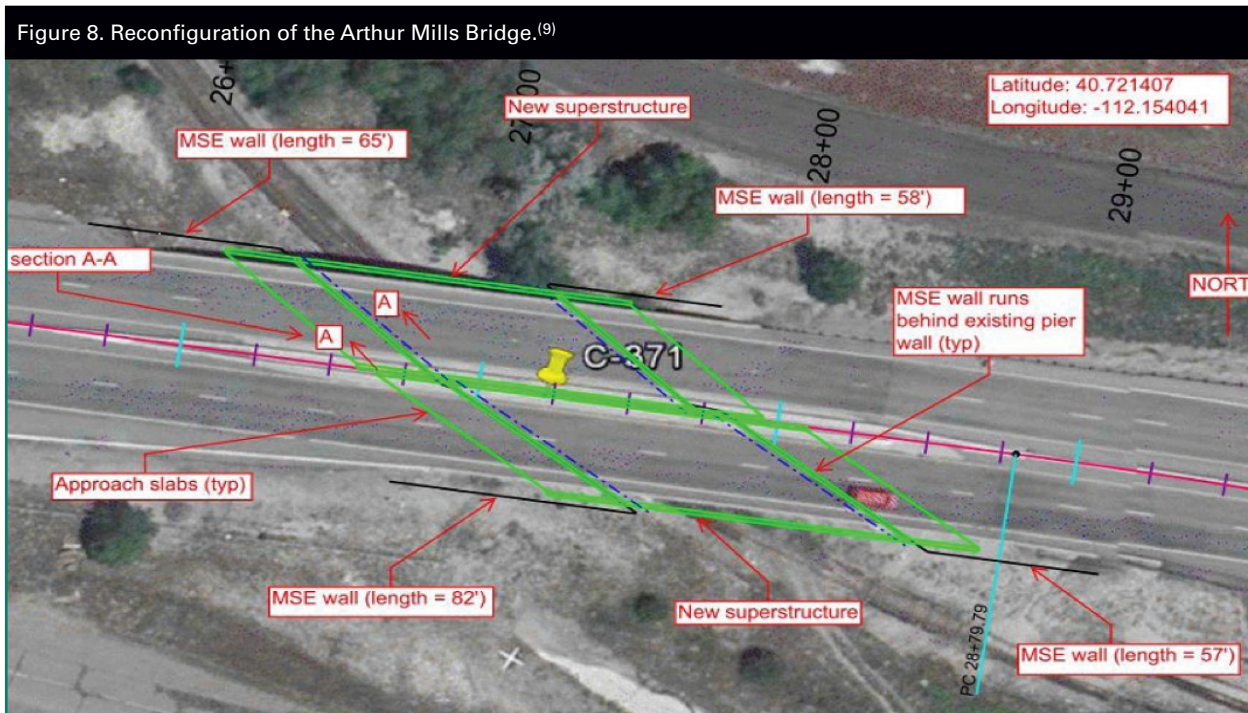 Figure 8. Reconfiguration of the Arthur Mills Bridge.(9)
26+
27+00
28+00
29+00
Latitude: 40.721407
Longitude: -112.154041
New superstructure
MSE wall (length = 65')
MSE wall (length = 58')
section A-A
A
A
NORT
MSE wall runs
behind existing pier
wall (typ)
C-371
Approach slabs (typ)
MSE wall (length = 82')
New superstructure
PC 28+79.79
MSE wall (length = 57')